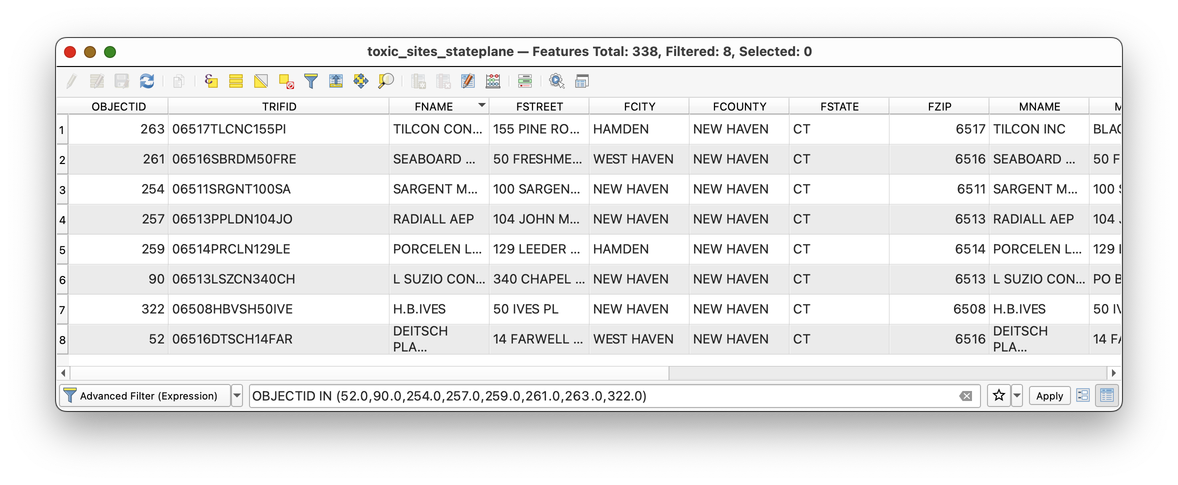 toxic_sites_stateplane — Features Total: 338, Filtered: 8, Selected: 0
OBJECTID TRIFID FNAME FSTREET FCITY FCOUNTY FSTATE FZIP MNAME M
1 263 06517TLCNC155PI TILCON CON... 155 PINE RO... HAMDEN NEW HAVEN CT 6517 TILCON INC BLAC
2 261 06516SBRDM50FRE SEABOARD ... 50 FRESHME... WEST HAVEN NEW HAVEN CT 6516 SEABOARD ... 50 F
3 254 06511SRGNT100SA SARGENT M... 100 SARGEN... NEW HAVEN NEW HAVEN CT 6511 SARGENT M... 100 S
4 257 06513PPLDN104JO RADIALL AEP 104 JOHN M... NEW HAVEN NEW HAVEN CT 6513 RADIALL AEP 104 J
5 259 06514PRCLN129LE PORCELEN L... 129 LEEDER ... HAMDEN NEW HAVEN CT 6514 PORCELEN L... 129 L
6 90 06513LSZCN340CH L SUZIO CON... 340 CHAPEL ... NEW HAVEN NEW HAVEN CT 6513 L SUZIO CON... PO B
7 322 06508HBVSH50IVE H.B.IVES 50 IVES PL NEW HAVEN NEW HAVEN CT 6508 H.B.IVES 50 IV
8 52 06516DTSCH14FAR DEITSCH PLA... 14 FARWELL ... WEST HAVEN NEW HAVEN CT 6516 DEITSCH PLA... 14 FA
Advanced Filter (Expression) OBJECTID IN (52.0,90.0,254.0,257.0,259.0,261.0,263.0,322.0) Apply